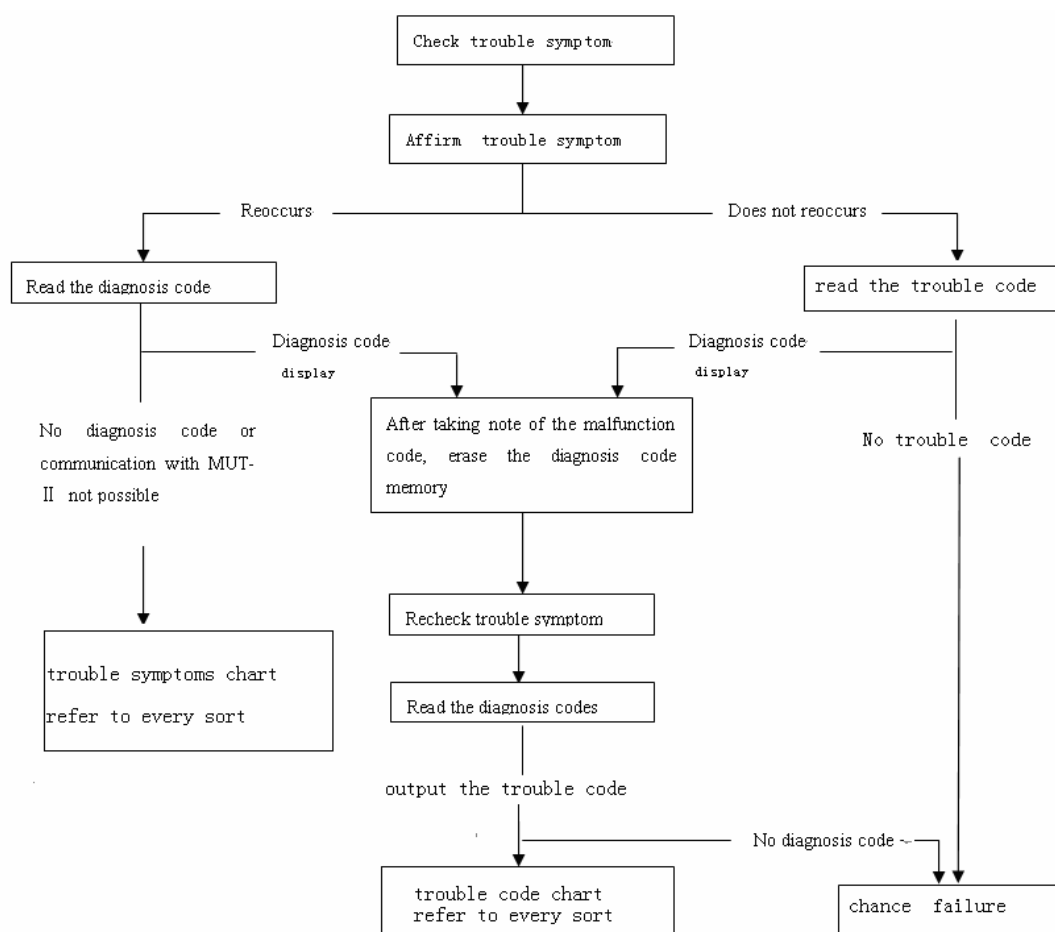 Check trouble symptom
Affirm trouble symptom
Reoccurs
Does not reoccurs
Read the diagnosis code
read the trouble code
Diagnosis code
display
Diagnosis code
display
No diagnosis code or
communication with MUT-
II not possible
After taking note of the malfunction
code, erase the diagnosis code
memory
No trouble code
Recheck trouble symptom
trouble symptoms chart
refer to every sort
Read the diagnosis codes
output the trouble code
No diagnosis code
trouble code chart
refer to every sort
chance failure